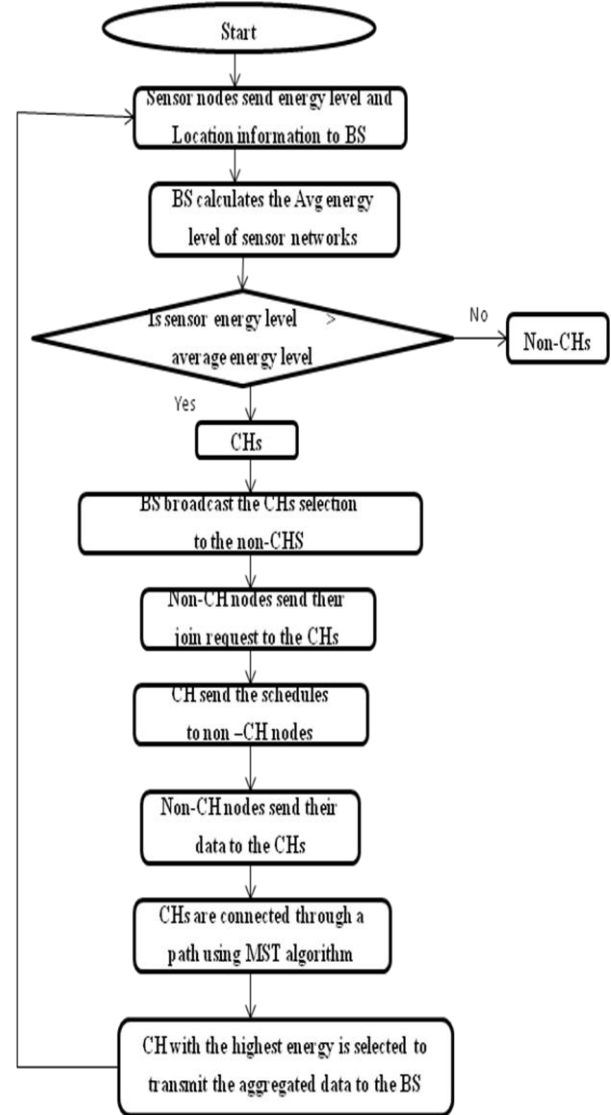 Start
Sensor nodes send energy level and
Location information to BS
BS calculates the Avg energy
level of sensor networks
Is sensor energy level >
average energy level
No
Non-CHs
Yes
CHs
BS broadcast the CHs selection
to the non-CHS
Non-CH nodes send their
join request to the CHs
CH send the schedules
to non –CH nodes
Non-CH nodes send their
data to the CHs
CHs are connected through a
path using MST algorithm
CH with the highest energy is selected to
transmit the aggregated data to the BS